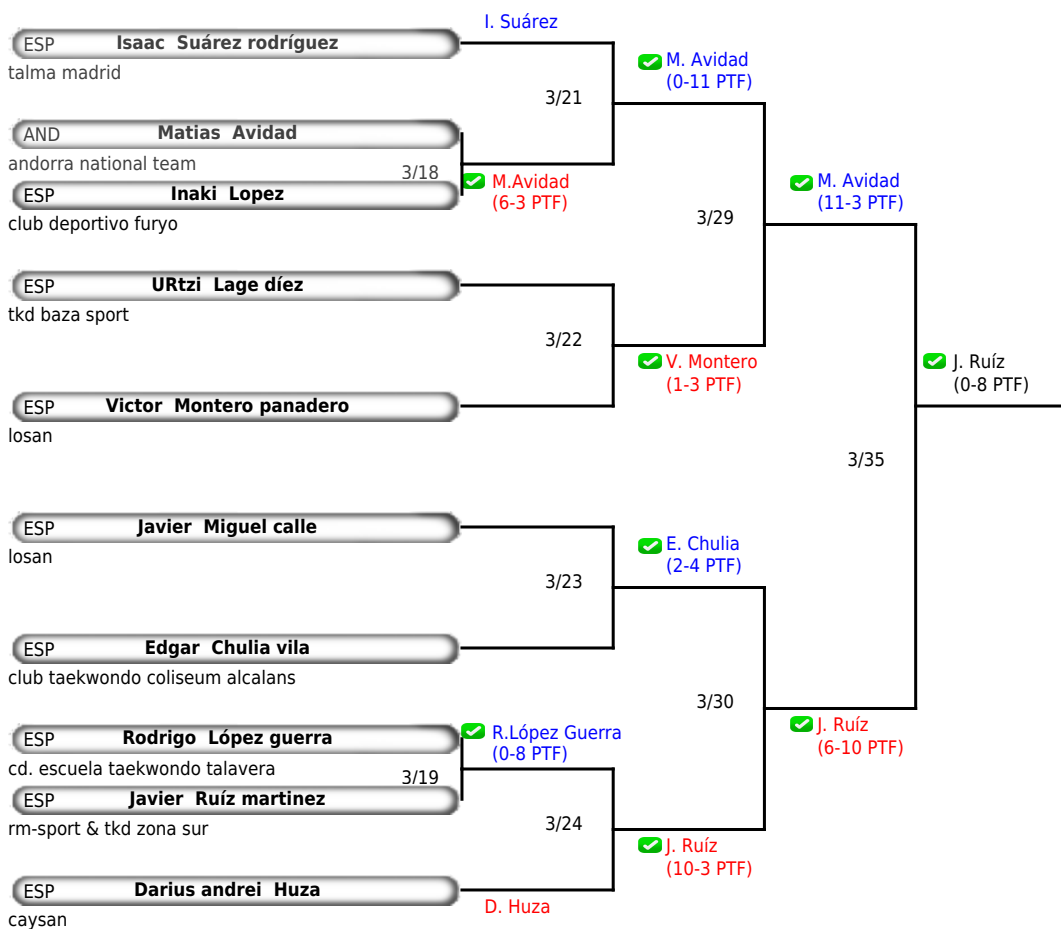 I. Suárez
ESP Isaac Suárez rodríguez
talma madrid
M. Avidad
(0-11 PTF)
3/21
AND Matias Avidad
andorra national team
3/18
M.Avidad
(6-3 PTF)
ESP Inaki Lopez
club deportivo furyo
M. Avidad
(11-3 PTF)
3/29
ESP URtzi Lage díez
tkd baza sport
3/22
V. Montero
(1-3 PTF)
J. Ruíz
(0-8 PTF)
ESP Victor Montero panadero
losan
3/35
ESP Javier Miguel calle
losan
E. Chulia
(2-4 PTF)
3/23
ESP Edgar Chulia vila
club taekwondo coliseum alcalans
3/30
J. Ruíz
(6-10 PTF)
ESP Rodrigo López guerra
R.López Guerra
(0-8 PTF)
cd. escuela taekwondo talavera
3/19
ESP Javier Ruíz martinez
rm-sport & tkd zona sur
3/24
J. Ruíz
(10-3 PTF)
ESP Darius andrei Huza
D. Huza
caysan